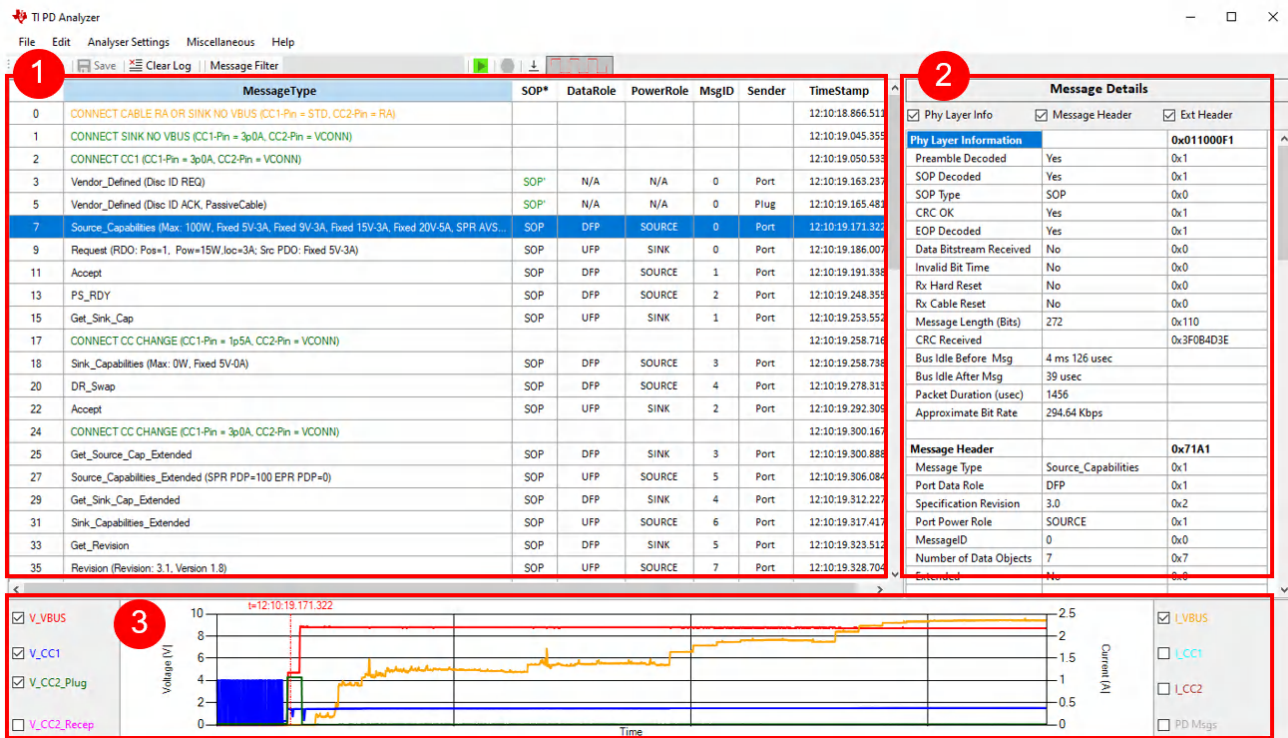 TI PD Analyzer
File Edit Analyser Settings Miscellaneous Help
Save Clear Log Message Filter
1
2
MessageType SOP* DataRole PowerRole MsgID Sender TimeStamp
0 CONNECT CABLE RA OR SINK NO VBUS (CC1-Pin = STD, CC2-Pin = RA) 12:10:18.866.511
1 CONNECT SINK NO VBUS (CC1-Pin = 3p0A, CC2-Pin = VCONN) 12:10:19.045.355
2 CONNECT CC1 (CC1-Pin = 3p0A, CC2-Pin = VCONN) 12:10:19.050.533
3 Vendor_Defined (Disc ID REQ) SOP' N/A N/A 0 Port 12:10:19.163.237
5 Vendor_Defined (Disc ID ACK, PassiveCable) SOP' N/A N/A 0 Plug 12:10:19.165.481
7 Source_Capabilities (Max: 100W, Fixed 5V-3A, Fixed 9V-3A, Fixed 15V-3A, Fixed 20V-5A, SPR AVS... SOP DFP SOURCE 0 Port 12:10:19.171.322
9 Request (RDO: Pos=1, Pow=15W,Ioc=3A; Src PDO: Fixed 5V-3A) SOP UFP SINK 0 Port 12:10:19.186.007
11 Accept SOP DFP SOURCE 1 Port 12:10:19.191.338
13 PS_RDY SOP DFP SOURCE 2 Port 12:10:19.248.355
15 Get_Sink_Cap SOP UFP SINK 1 Port 12:10:19.253.552
17 CONNECT CC CHANGE (CC1-Pin = 1p5A, CC2-Pin = VCONN) 12:10:19.258.716
18 Sink_Capabilities (Max: 0W, Fixed 5V-0A) SOP DFP SOURCE 3 Port 12:10:19.258.738
20 DR_Swap SOP DFP SOURCE 4 Port 12:10:19.278.313
22 Accept SOP UFP SINK 2 Port 12:10:19.292.309
24 CONNECT CC CHANGE (CC1-Pin = 3p0A, CC2-Pin = VCONN) 12:10:19.300.167
25 Get_Source_Cap_Extended SOP DFP SINK 3 Port 12:10:19.300.888
27 Source_Capabilities_Extended (SPR PDP=100 EPR PDP=0) SOP UFP SOURCE 5 Port 12:10:19.306.084
29 Get_Sink_Cap_Extended SOP DFP SINK 4 Port 12:10:19.312.227
31 Sink_Capabilities_Extended SOP UFP SOURCE 6 Port 12:10:19.317.417
33 Get_Revision SOP DFP SINK 5 Port 12:10:19.323.512
35 Revision (Revision: 3.1, Version 1.8) SOP UFP SOURCE 7 Port 12:10:19.328.704
Message Details
Phy Layer Info Message Header Ext Header
Phy Layer Information 0x011000F1
Preamble Decoded Yes 0x1
SOP Decoded Yes 0x1
SOP Type SOP 0x0
CRC OK Yes 0x1
EOP Decoded Yes 0x1
Data Bitstream Received No 0x0
Invalid Bit Time No 0x0
Rx Hard Reset No 0x0
Rx Cable Reset No 0x0
Message Length (Bits) 272 0x110
CRC Received 0x3F0B4D3E
Bus Idle Before Msg 4 ms 126 usec
Bus Idle After Msg 39 usec
Packet Duration (usec) 1456
Approximate Bit Rate 294.64 Kbps
Message Header 0x71A1
Message Type Source_Capabilities 0x1
Port Data Role DFP 0x1
Specification Revision 3.0 0x2
Port Power Role SOURCE 0x1
MessageID 0 0x0
Number of Data Objects 7 0x7
Extended No 0x0
3
V_VBUS
V_CC1
V_CC2_Plug
V_CC2_Recep
t=12:10:19.171.322
10
8
6
4
2
0
Voltage (V)
Time
2.5
2
1.5
1
0.5
0
Current (A)
I_VBUS
I_CC1
I_CC2
PD Msgs